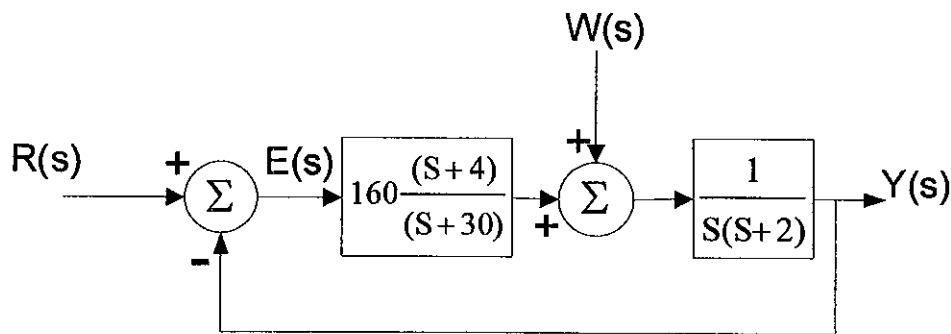 W(s)
R(s) + Σ - E(s) 160 (S+4) / (S+30) + + Σ 1 / S(S+2) Y(s)